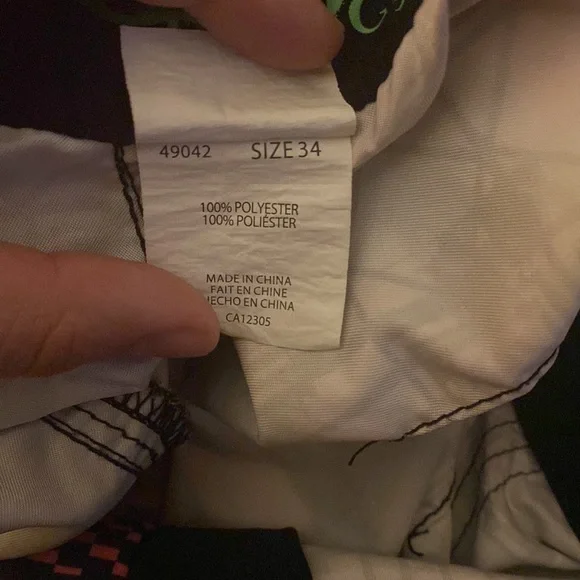 49042 SIZE 34
100% POLYESTER
100% POLIÉSTER
MADE IN CHINA
FAIT EN CHINE
HECHO EN CHINA
CA12305